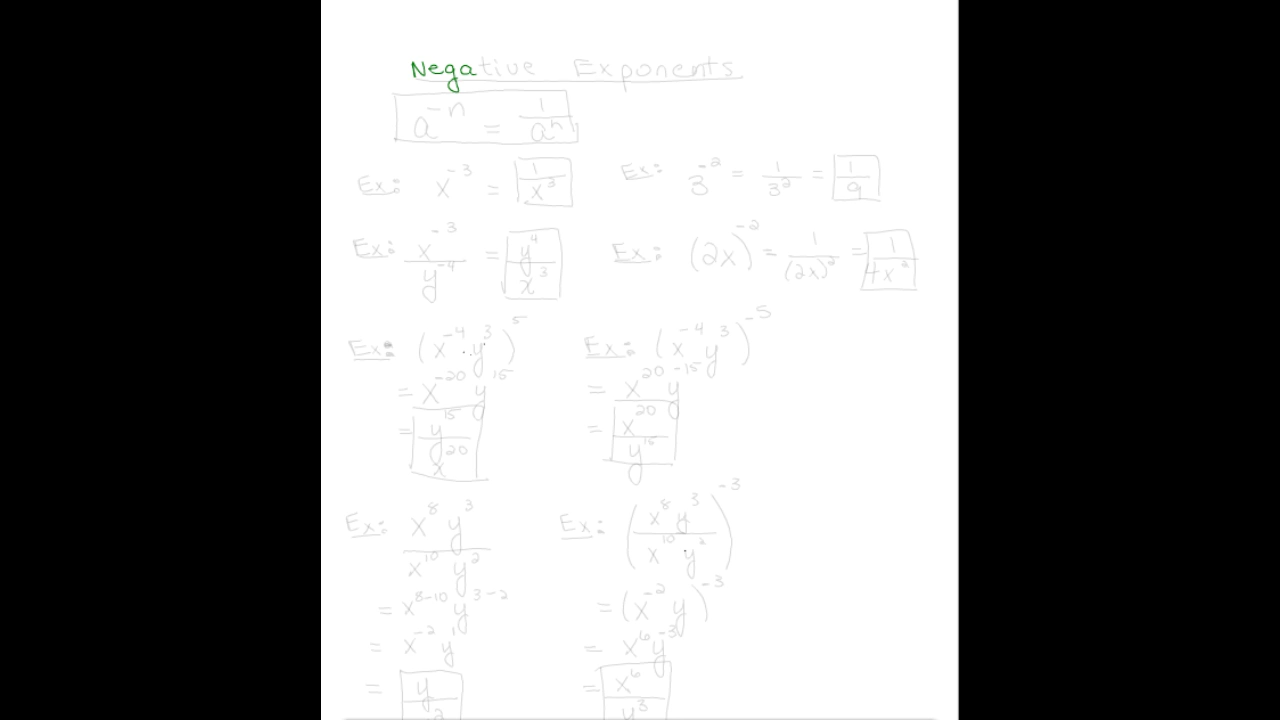 Negative Exponents
a^-n = 1/a^n
Ex: x^-3 = 1/x^3
Ex: 3^-2 = 1/3^2 = 1/9
Ex: x^-3/y^-4 = y^4/x^3
Ex: (2x)^-2 = 1/(2x)^2 = 1/4x^2
Ex: (x^-4 y^3)^5
= x^-20 y^15
= y^15/x^20
Ex: (x^-4 y^3)^-5
= x^20 y^-15
= x^20/y^15
Ex: x^8 y^3/x^10 y^2
= x^8-10 y^3-2
= x^-2 y^1
= y/x^2
Ex: (x^8 y^3/x^10 y^2)^-3
= (x^-2 y)^-3
= x^6 y^-3
= x^6/y^3